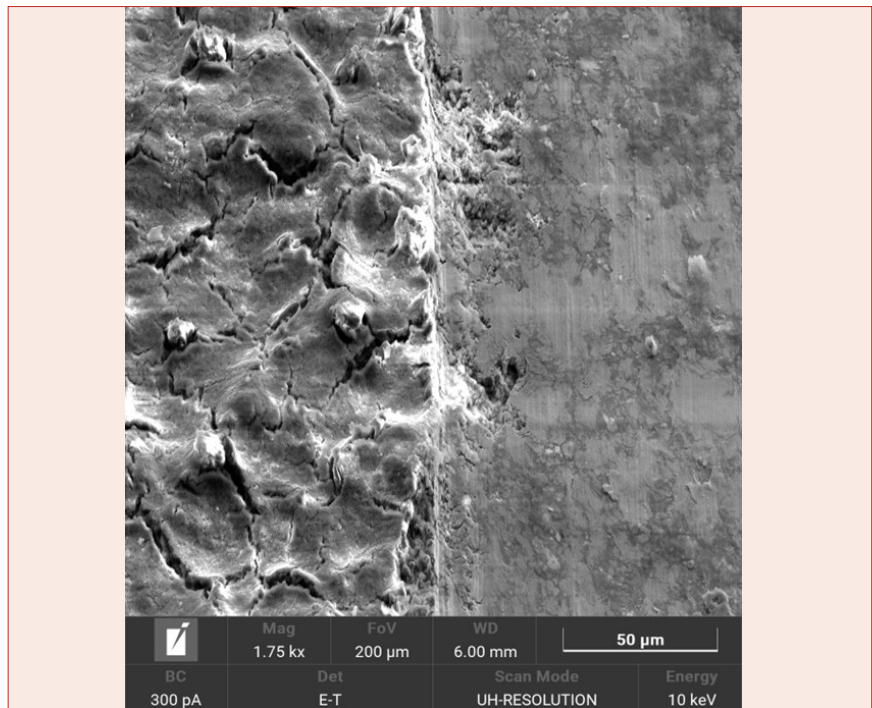 Mag
FoV
WD
1.75 kx
200 µm
6.00 mm
50 µm
BC
Det
Scan Mode
Energy
300 pA
E-T
UH-RESOLUTION
10 keV